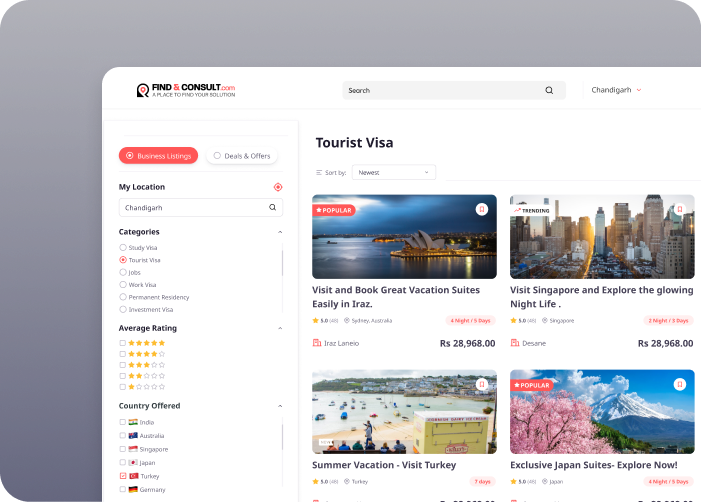 FIND & CONSULT.com
A PLACE TO FIND YOUR SOLUTION
Search
Chandigarh
Business Listings
Deals & Offers
My Location
Chandigarh
Categories
Study Visa
Tourist Visa
Jobs
Work Visa
Permanent Residency
Investment Visa
Average Rating
Country Offered
India
Australia
Singapore
Japan
Turkey
Germany
Tourist Visa
Sort by:
Newest
POPULAR
Visit and Book Great Vacation Suites
Easily in Iraz.
5.0 (48) Sydney, Australia
4 Night / 5 Days
Iraz Laneio
Rs 28,968.00
TRENDING
Visit Singapore and Explore the glowing
Night Life .
5.0 (48) Singapore
2 Night / 3 Days
Desane
Rs 28,968.00
Summer Vacation - Visit Turkey
5.0 (48) Turkey
7 days
POPULAR
Exclusive Japan Suites- Explore Now!
5.0 (48) Japan
4 Night / 5 Days